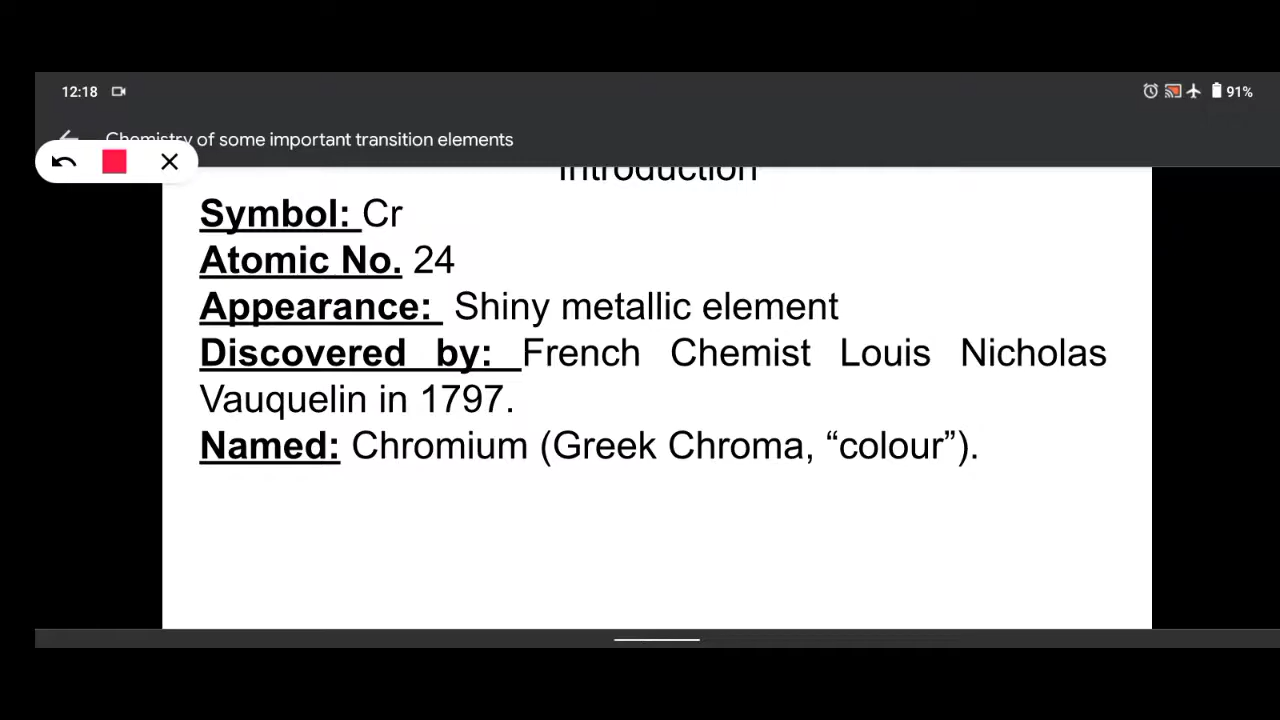 12:18
91%
Chemistry of some important transition elements
Introduction
Symbol: Cr
Atomic No. 24
Appearance: Shiny metallic element
Discovered by: French Chemist Louis Nicholas
Vauquelin in 1797.
Named: Chromium (Greek Chroma, “colour”).